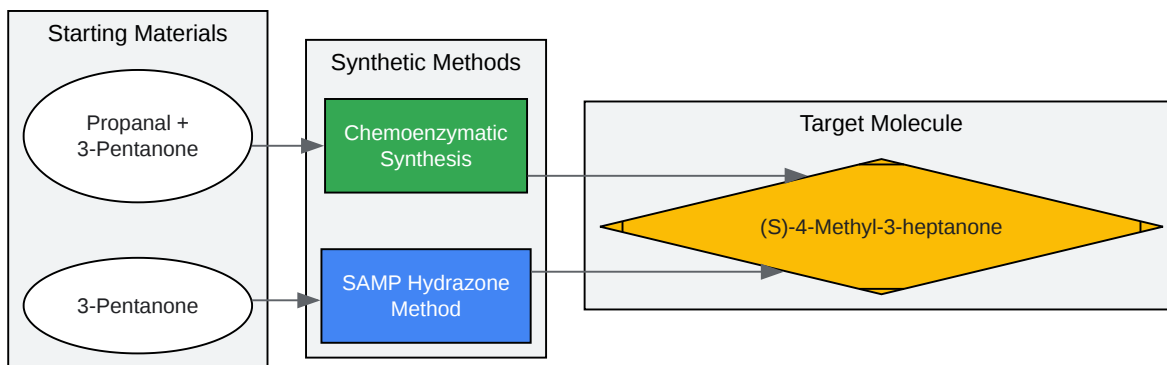 Starting Materials
Propanal +
3-Pentanone
3-Pentanone
Synthetic Methods
Chemoenzymatic
Synthesis
SAMP Hydrazone
Method
Target Molecule
(S)-4-Methyl-3-heptanone